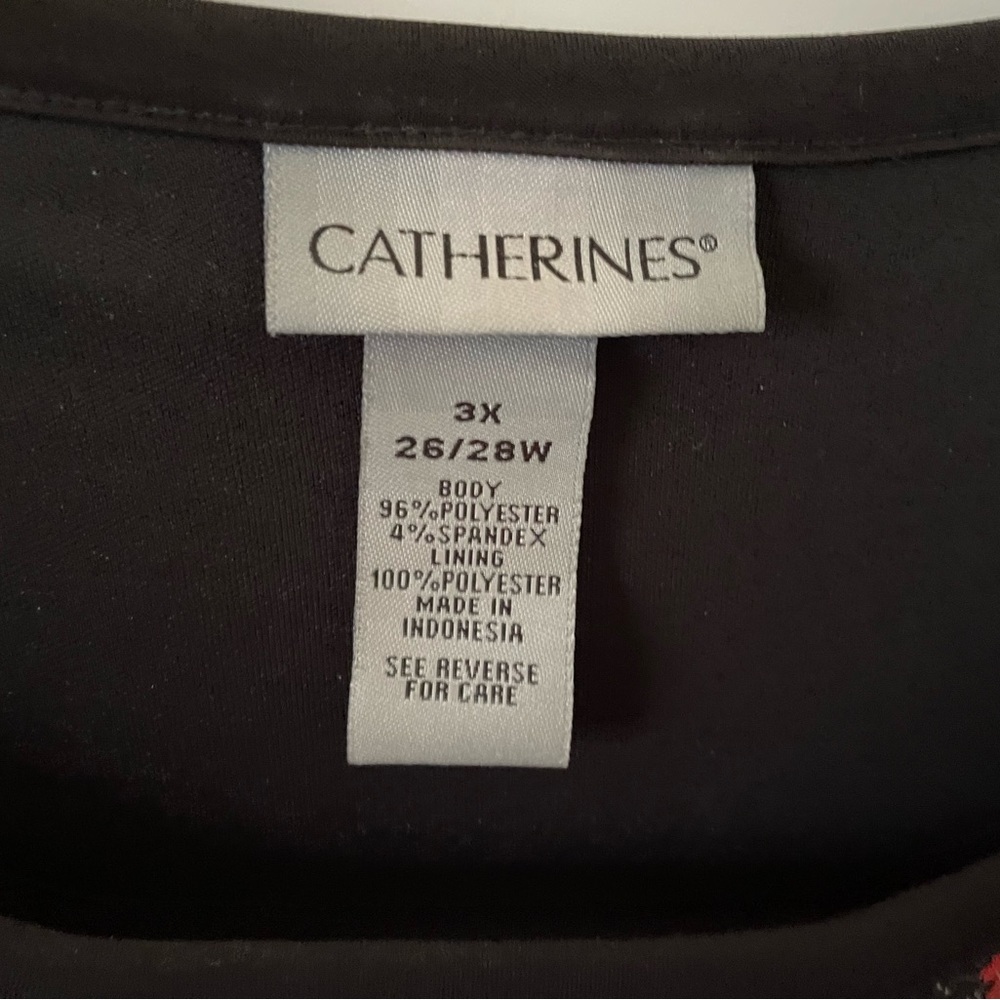 CATHERINES®
3X
26/28W
BODY
96%POLYESTER
4%SPANDEX
LINING
100%POLYESTER
MADE IN
INDONESIA
SEE REVERSE
FOR CARE